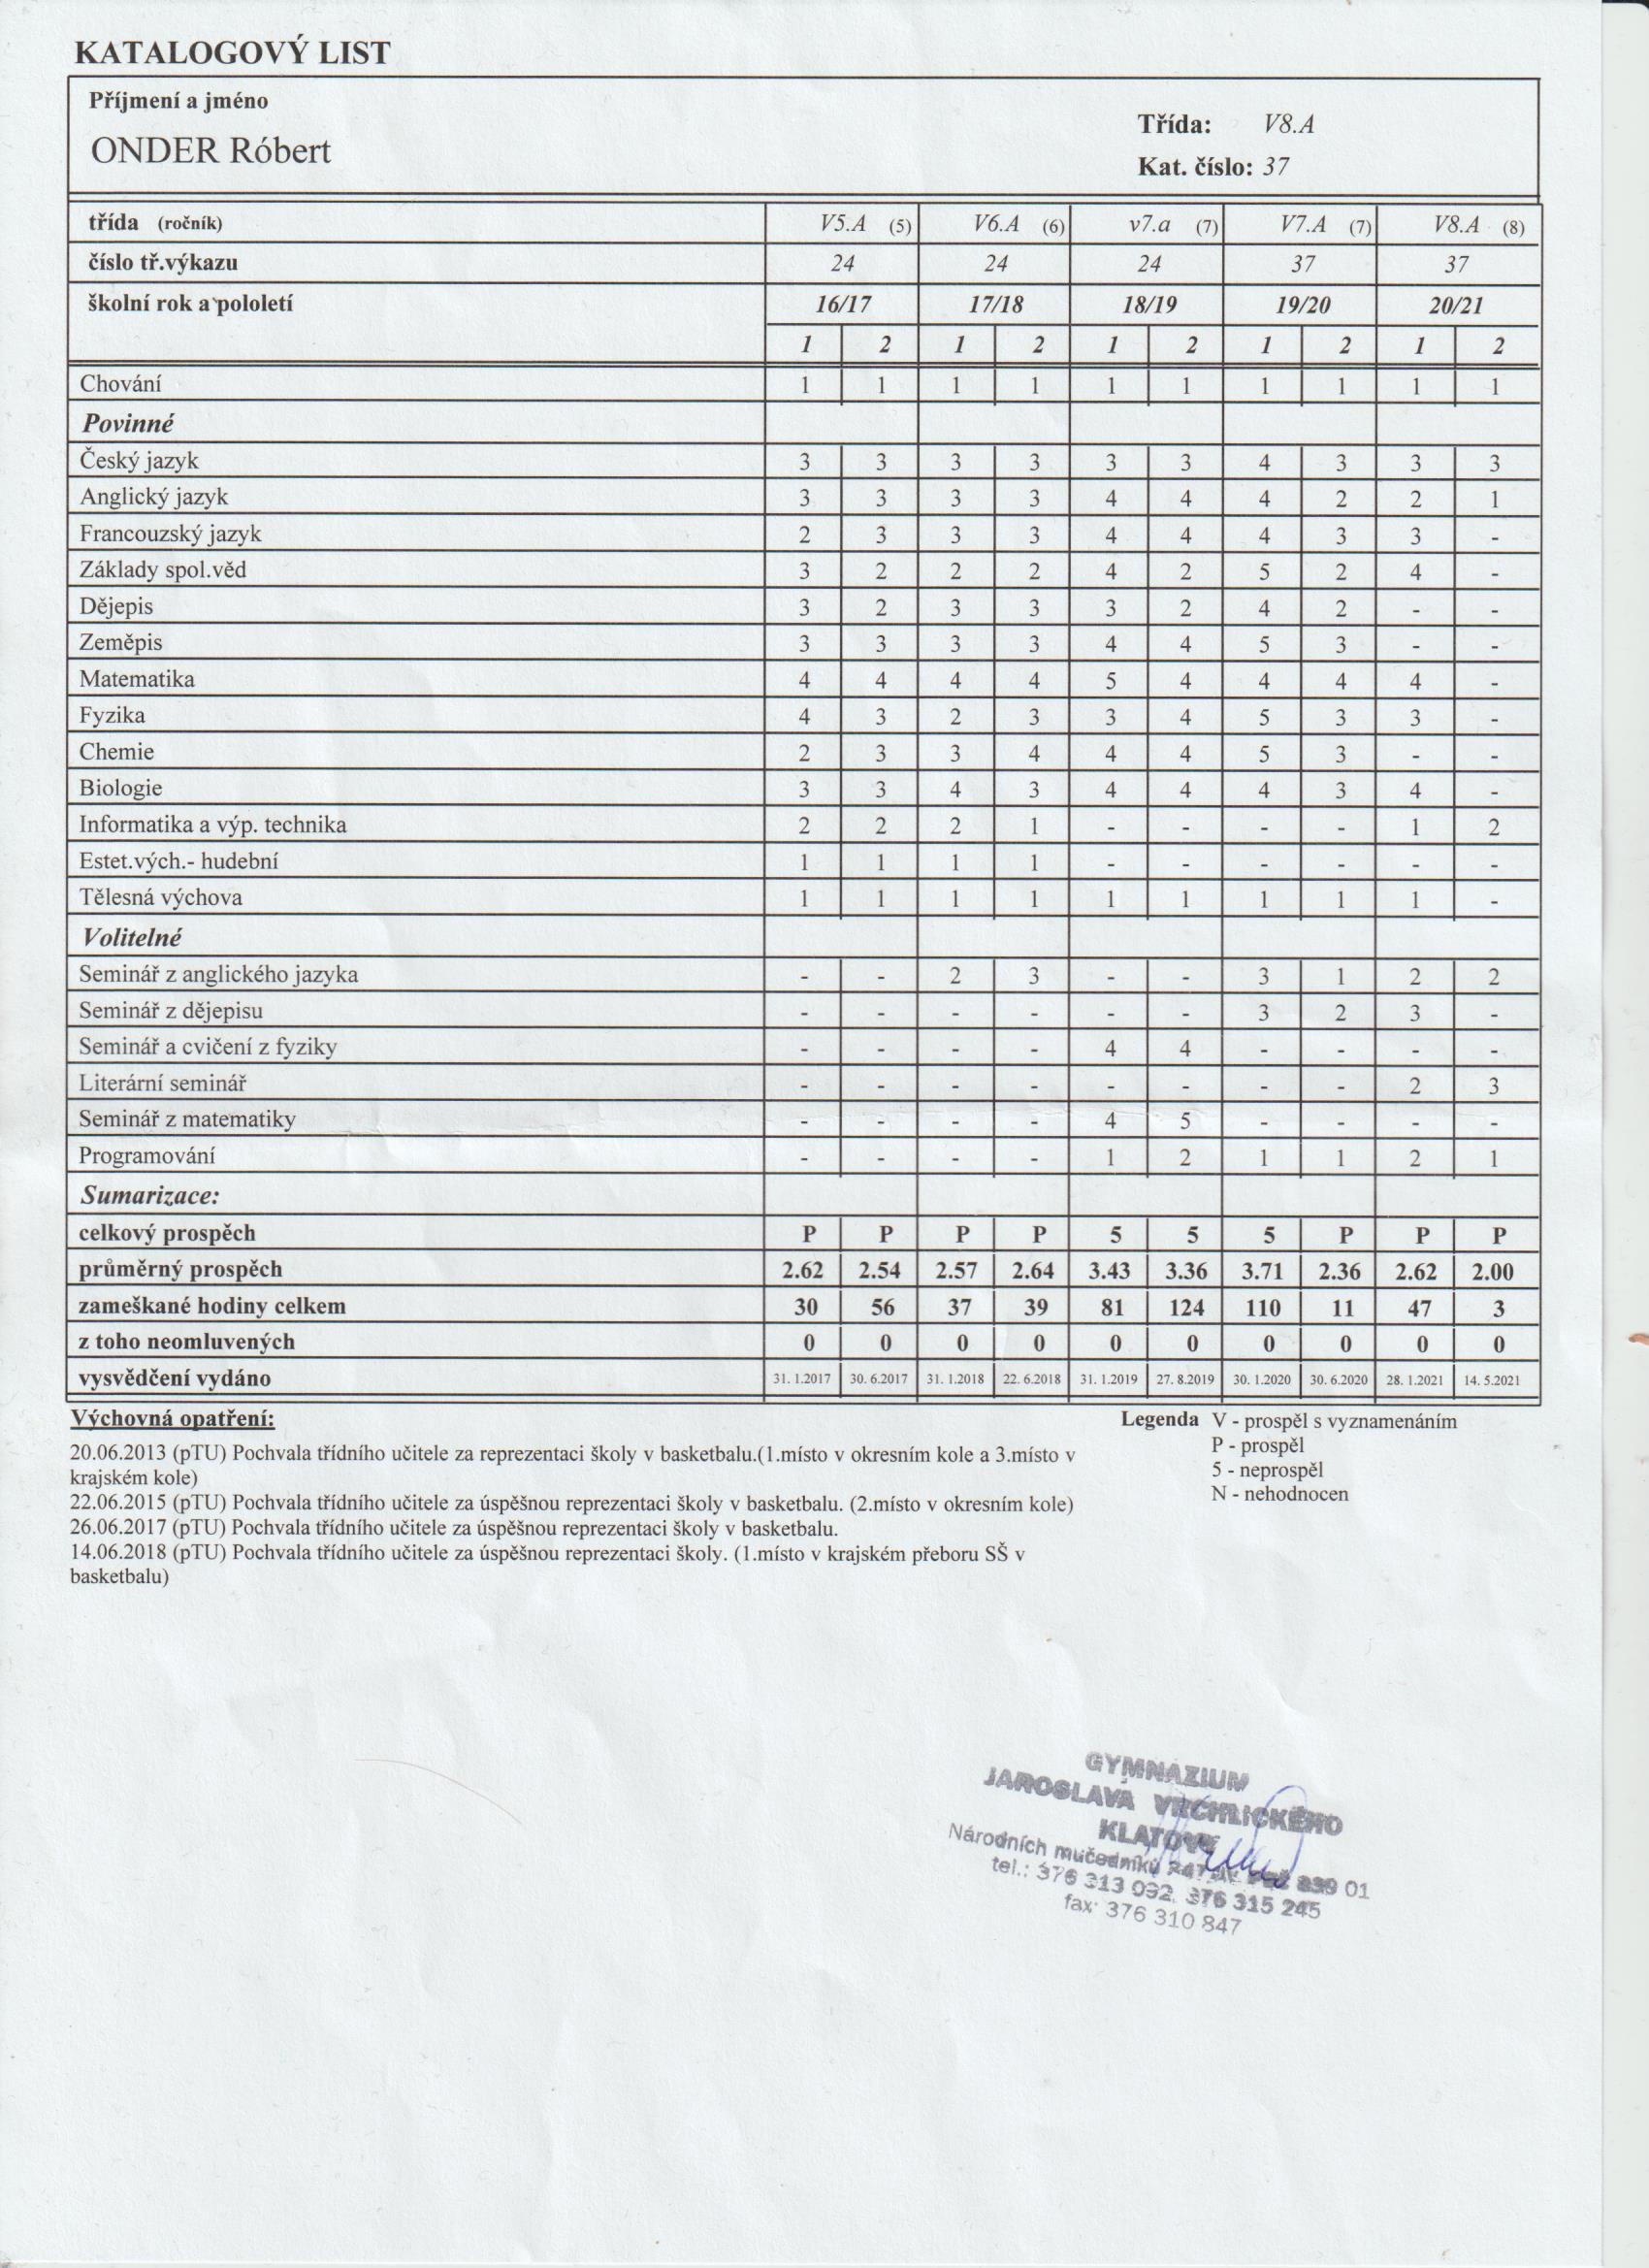 KATALOGOVÝ LIST
Příjmení a jméno
ONDER Róbert
Třída: V8.A
Kat. číslo: 37
třída (ročník) V5.A (5) V6.A (6) v7.a (7) V7.A (7) V8.A (8)
číslo tř.výkazu 24 24 24 37 37
školní rok a pololetí 16/17 17/18 18/19 19/20 20/21
1 2 1 2 1 2 1 2 1 2
Chování 1 1 1 1 1 1 1 1 1 1
Povinné
Český jazyk 3 3 3 3 3 3 4 3 3 3
Anglický jazyk 3 3 3 3 4 4 4 2 2 1
Francouzský jazyk 2 3 3 3 4 4 4 3 3 -
Základy spol.věd 3 2 2 2 4 2 5 2 4 -
Dějepis 3 2 3 3 3 2 4 2 - -
Zeměpis 3 3 3 3 4 4 5 3 - -
Matematika 4 4 4 4 5 4 4 4 4 -
Fyzika 4 3 2 3 3 4 5 3 3 -
Chemie 2 3 3 4 4 4 5 3 - -
Biologie 3 3 4 3 4 4 4 3 4 -
Informatika a výp. technika 2 2 2 1 - - - - 1 2
Estet.vých.- hudební 1 1 1 1 - - - - - -
Tělesná výchova 1 1 1 1 1 1 1 1 1 -
Volitelné
Seminář z anglického jazyka - - 2 3 - - 3 1 2 2
Seminář z dějepisu - - - - - - 3 2 3 -
Seminář a cvičení z fyziky - - - - 4 4 - - - -
Literární seminář - - - - - - - - 2 3
Seminář z matematiky - - - - 4 5 - - - -
Programování - - - - 1 2 1 1 2 1
Sumarizace:
celkový prospěch P P P P 5 5 5 P P P
průměrný prospěch 2.62 2.54 2.57 2.64 3.43 3.36 3.71 2.36 2.62 2.00
zameškané hodiny celkem 30 56 37 39 81 124 110 11 47 3
z toho neomluvených 0 0 0 0 0 0 0 0 0 0
vysvědčení vydáno 31. 1.2017 30. 6.2017 31. 1.2018 22. 6.2018 31. 1.2019 27. 8.2019 30. 1.2020 30. 6.2020 28. 1.2021 14. 5.2021
Výchovná opatření:
20.06.2013 (pTU) Pochvala třídního učitele za reprezentaci školy v basketbalu.(1.místo v okresním kole a 3.místo v
krajském kole)
22.06.2015 (pTU) Pochvala třídního učitele za úspěšnou reprezentaci školy v basketbalu. (2.místo v okresním kole)
26.06.2017 (pTU) Pochvala třídního učitele za úspěšnou reprezentaci školy v basketbalu.
14.06.2018 (pTU) Pochvala třídního učitele za úspěšnou reprezentaci školy. (1.místo v krajském přeboru SŠ v
basketbalu)
Legenda V - prospěl s vyznamenáním
P - prospěl
5 - neprospěl
N - nehodnocen
GYMNÁZIUM
JAROSLAVA VRCHLICKÉHO
KLATOVY
Národních mučedníků 347 339 01
tel.: 376 313 092, 376 315 245
fax: 376 310 847